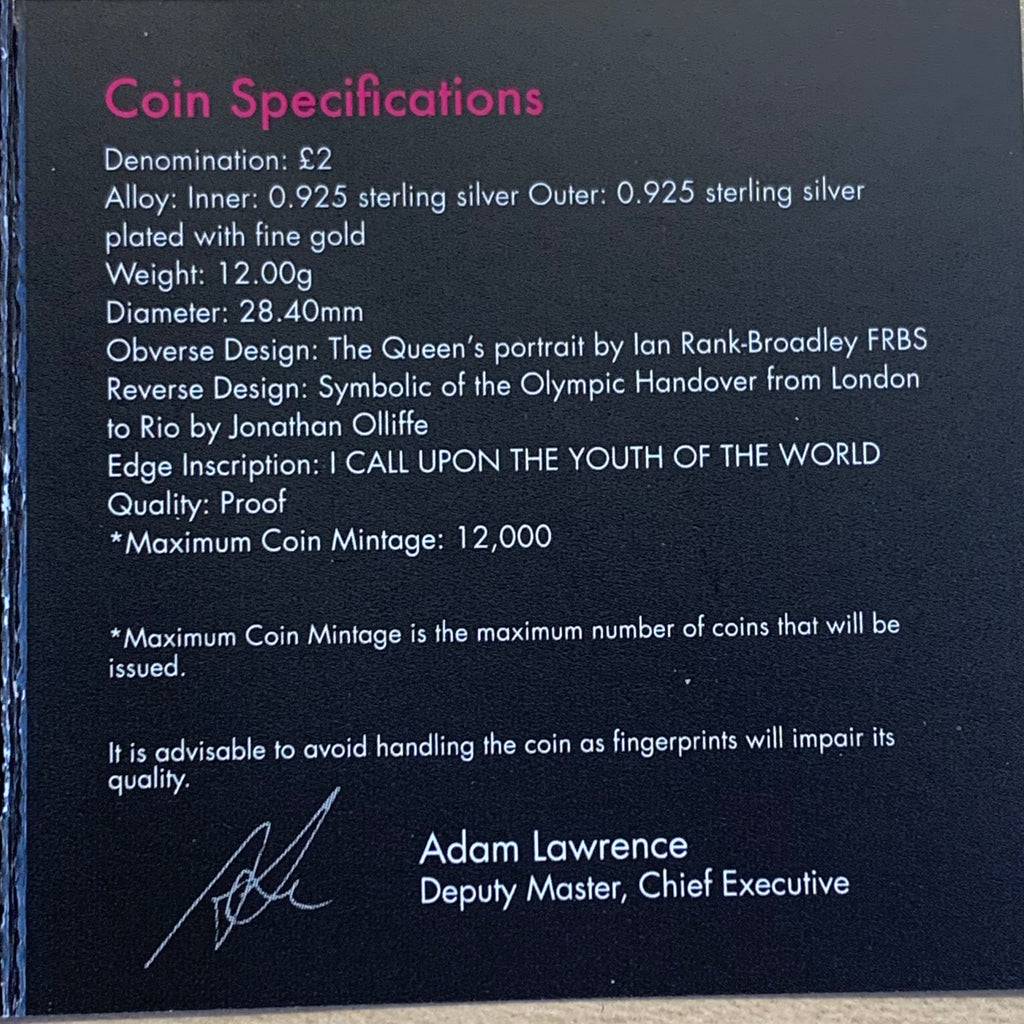 Coin Specifications
Denomination: £2
Alloy: Inner: 0.925 sterling silver Outer: 0.925 sterling silver
plated with fine gold
Weight: 12.00g
Diameter: 28.40mm
Obverse Design: The Queen's portrait by Ian Rank-Broadley FRBS
Reverse Design: Symbolic of the Olympic Handover from London
to Rio by Jonathan Olliffe
Edge Inscription: I CALL UPON THE YOUTH OF THE WORLD
Quality: Proof
*Maximum Coin Mintage: 12,000
*Maximum Coin Mintage is the maximum number of coins that will be
issued.
It is advisable to avoid handling the coin as fingerprints will impair its
quality.
Adam Lawrence
Deputy Master, Chief Executive